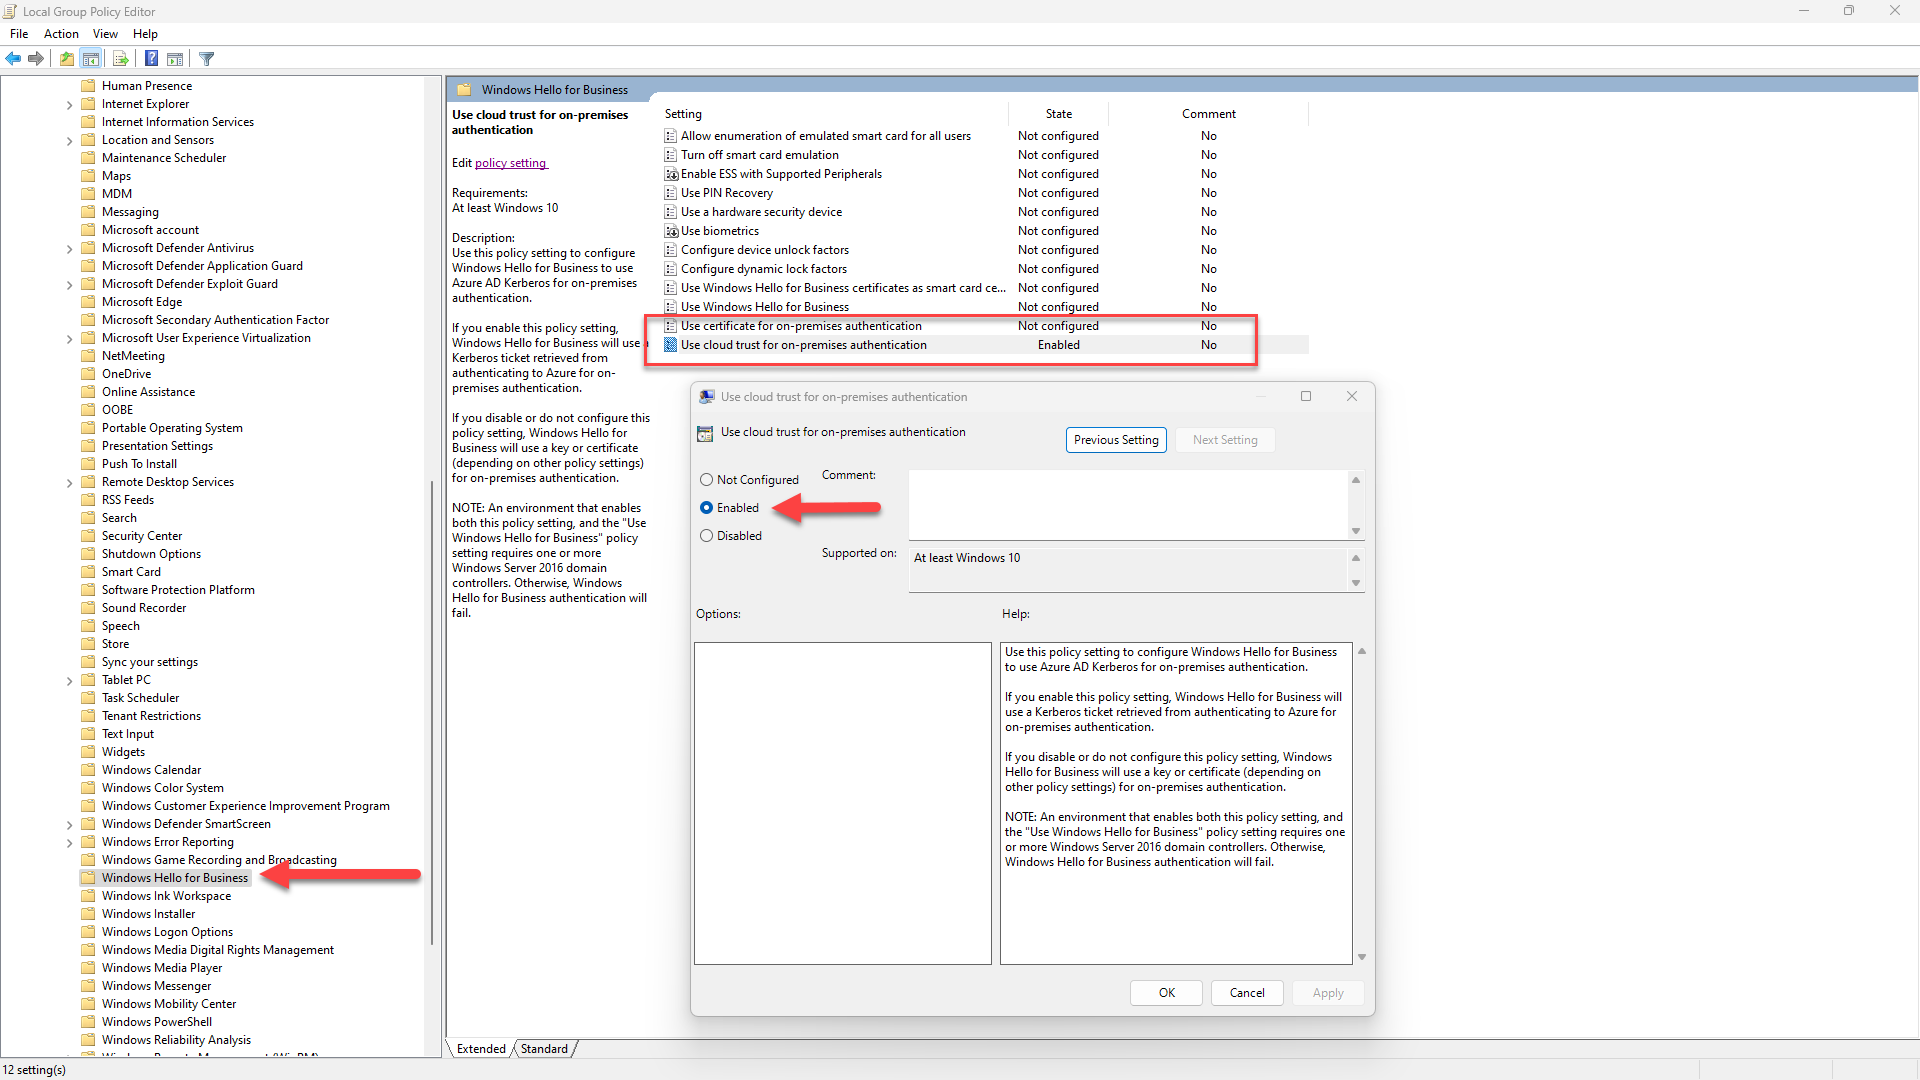 Local Group Policy Editor
File Action View Help
Human Presence
Internet Explorer
Internet Information Services
Location and Sensors
Maintenance Scheduler
Maps
MDM
Messaging
Microsoft account
Microsoft Defender Antivirus
Microsoft Defender Application Guard
Microsoft Defender Exploit Guard
Microsoft Edge
Microsoft Secondary Authentication Factor
Microsoft User Experience Virtualization
NetMeeting
OneDrive
Online Assistance
OOBE
Portable Operating System
Presentation Settings
Push To Install
Remote Desktop Services
RSS Feeds
Search
Security Center
Shutdown Options
Smart Card
Software Protection Platform
Sound Recorder
Speech
Store
Sync your settings
Tablet PC
Task Scheduler
Tenant Restrictions
Text Input
Widgets
Windows Calendar
Windows Color System
Windows Customer Experience Improvement Program
Windows Defender SmartScreen
Windows Error Reporting
Windows Game Recording and Broadcasting
Windows Hello for Business
Windows Ink Workspace
Windows Installer
Windows Logon Options
Windows Media Digital Rights Management
Windows Media Player
Windows Messenger
Windows Mobility Center
Windows PowerShell
Windows Reliability Analysis
Windows Hello for Business
Use cloud trust for on-premises
authentication
Edit policy setting
Requirements:
At least Windows 10
Description:
Use this policy setting to configure
Windows Hello for Business to use
Azure AD Kerberos for on-premises
authentication.
If you enable this policy setting,
Windows Hello for Business will use a
Kerberos ticket retrieved from
authenticating to Azure for on-
premises authentication.
If you disable or do not configure this
policy setting, Windows Hello for
Business will use a key or certificate
(depending on other policy settings)
for on-premises authentication.
NOTE: An environment that enables
both this policy setting, and the "Use
Windows Hello for Business" policy
setting requires one or more
Windows Server 2016 domain
controllers. Otherwise, Windows
Hello for Business authentication will
fail.
Setting State Comment
Allow enumeration of emulated smart card for all users Not configured No
Turn off smart card emulation Not configured No
Enable ESS with Supported Peripherals Not configured No
Use PIN Recovery Not configured No
Use a hardware security device Not configured No
Use biometrics Not configured No
Configure device unlock factors Not configured No
Configure dynamic lock factors Not configured No
Use Windows Hello for Business certificates as smart card ce... Not configured No
Use Windows Hello for Business Not configured No
Use certificate for on-premises authentication Not configured No
Use cloud trust for on-premises authentication Enabled No
Use cloud trust for on-premises authentication
Use cloud trust for on-premises authentication
Previous Setting Next Setting
Not Configured Comment:
Enabled
Disabled
Supported on: At least Windows 10
Options: Help:
Use this policy setting to configure Windows Hello for Business
to use Azure AD Kerberos for on-premises authentication.
If you enable this policy setting, Windows Hello for Business will
use a Kerberos ticket retrieved from authenticating to Azure for
on-premises authentication.
If you disable or do not configure this policy setting, Windows
Hello for Business will use a key or certificate (depending on
other policy settings) for on-premises authentication.
NOTE: An environment that enables both this policy setting, and
the "Use Windows Hello for Business" policy setting requires one
or more Windows Server 2016 domain controllers. Otherwise,
Windows Hello for Business authentication will fail.
OK Cancel Apply
Extended Standard
12 setting(s)